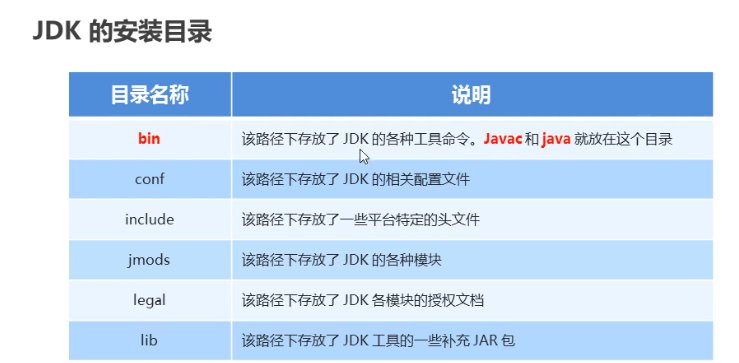 JDK 的安装目录
目录名称 说明
bin 该路径下存放了 JDK 的各种工具命令。Javac 和 java 就放在这个目录
conf 该路径下存放了 JDK 的相关配置文件
include 该路径下存放了一些平台特定的头文件
jmods 该路径下存放了 JDK 的各种模块
legal 该路径下存放了 JDK 各模块的授权文档
lib 该路径下存放了 JDK 工具的一些补充 JAR 包